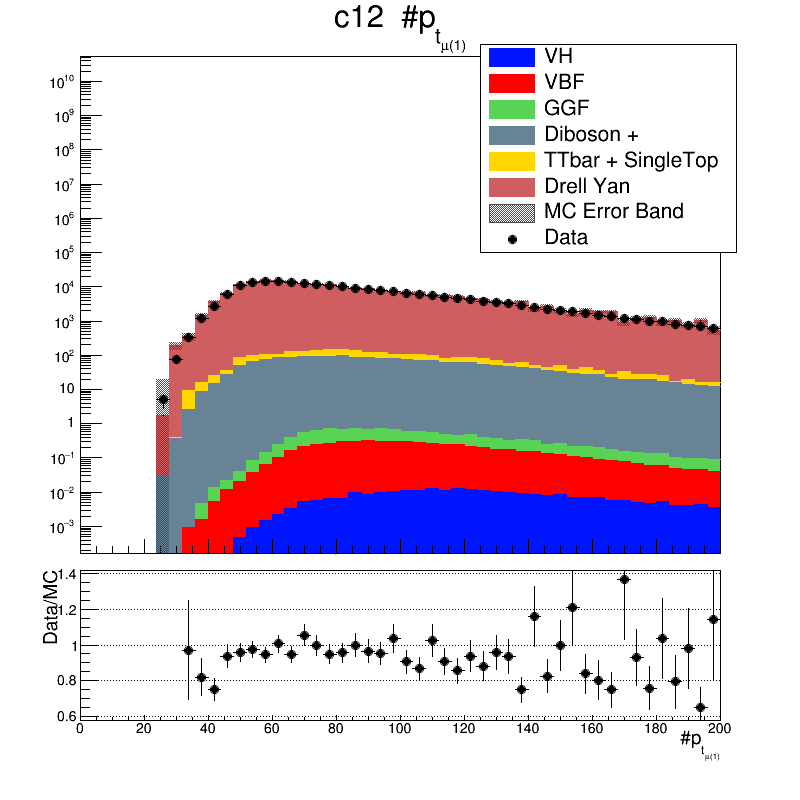 c12 #p_{t_{μ(1)}}
VH
VBF
GGF
Diboson +
TTbar + SingleTop
Drell Yan
MC Error Band
Data
10^{10}
10^{9}
10^{8}
10^{7}
10^{6}
10^{5}
10^{4}
10^{3}
10^{2}
10
1
10^{−1}
10^{−2}
10^{−3}
Data/MC
1.4
1.2
1
0.8
0.6
0 20 40 60 80 100 120 140 160 180 200
#p_{t_{μ(1)}}